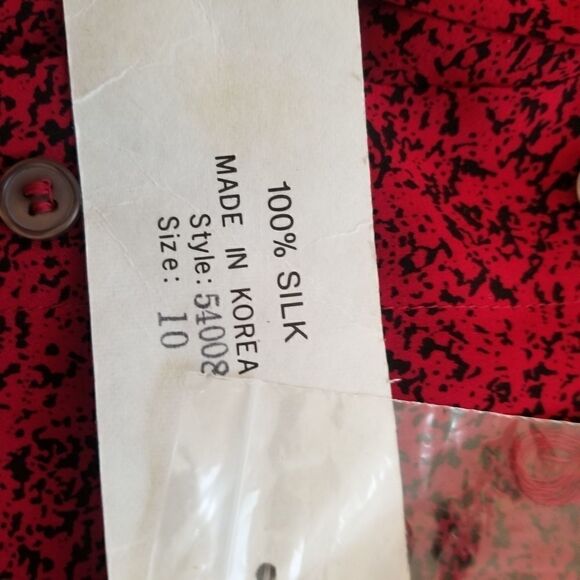 100% SILK
MADE IN KOREA
Style: 54008
Size: 10